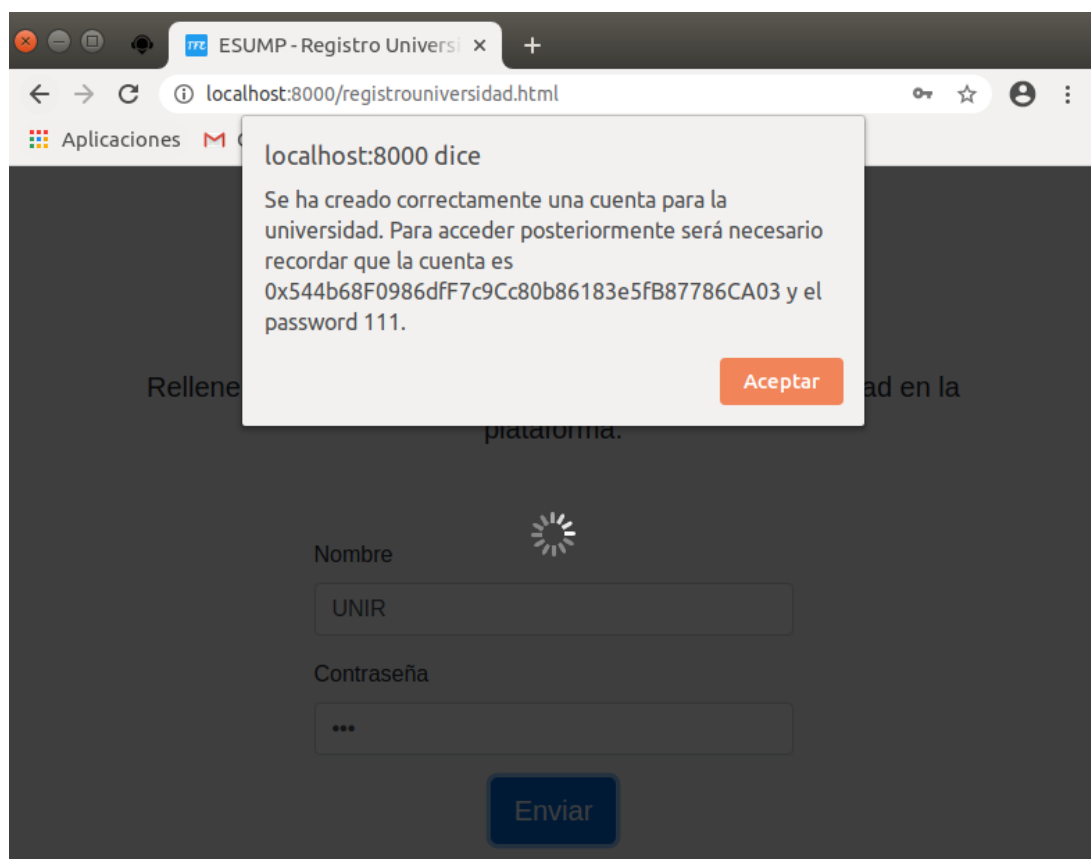 ESUMP - Registro Universi
localhost:8000/registrouniversidad.html
Aplicaciones
localhost:8000 dice
Se ha creado correctamente una cuenta para la
universidad. Para acceder posteriormente será necesario
recordar que la cuenta es
0x544b68F0986dfF7c9Cc80b86183e5fB87786CA03 y el
password 111.
Aceptar
Rellene ad en la
plataforma.
Nombre
UNIR
Contraseña
•••
Enviar